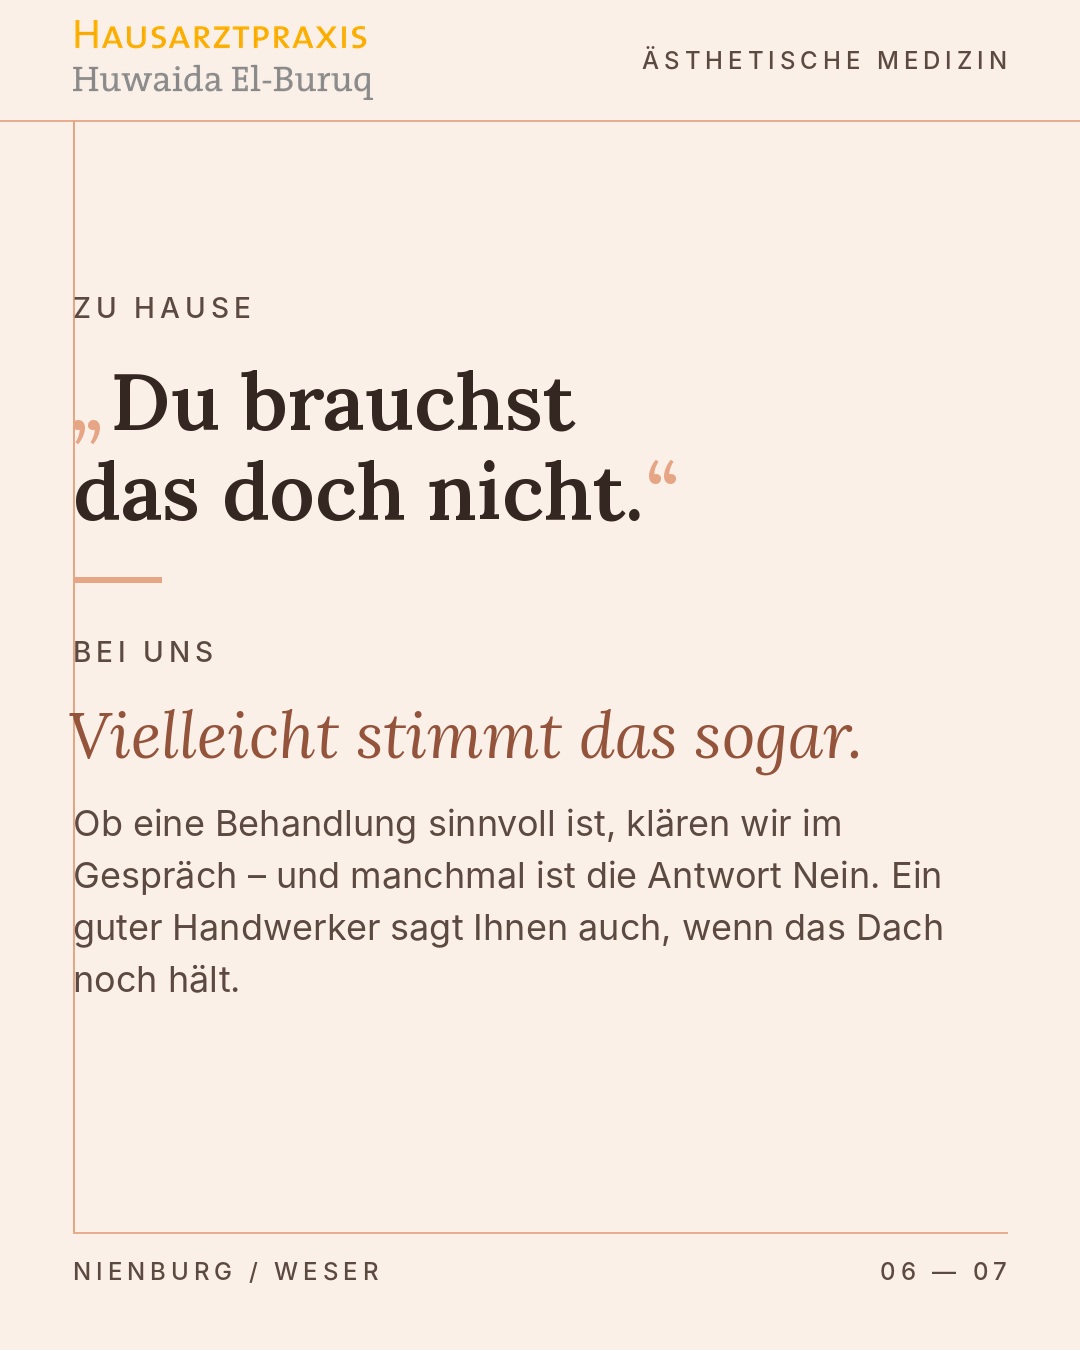 HAUSARZTPRAXIS
Huwaida El-Buruq
ÄSTHETISCHE MEDIZIN
ZU HAUSE
„Du brauchst
das doch nicht.“
BEI UNS
Vielleicht stimmt das sogar.
Ob eine Behandlung sinnvoll ist, klären wir im
Gespräch – und manchmal ist die Antwort Nein. Ein
guter Handwerker sagt Ihnen auch, wenn das Dach
noch hält.
NIENBURG / WESER
06 — 07